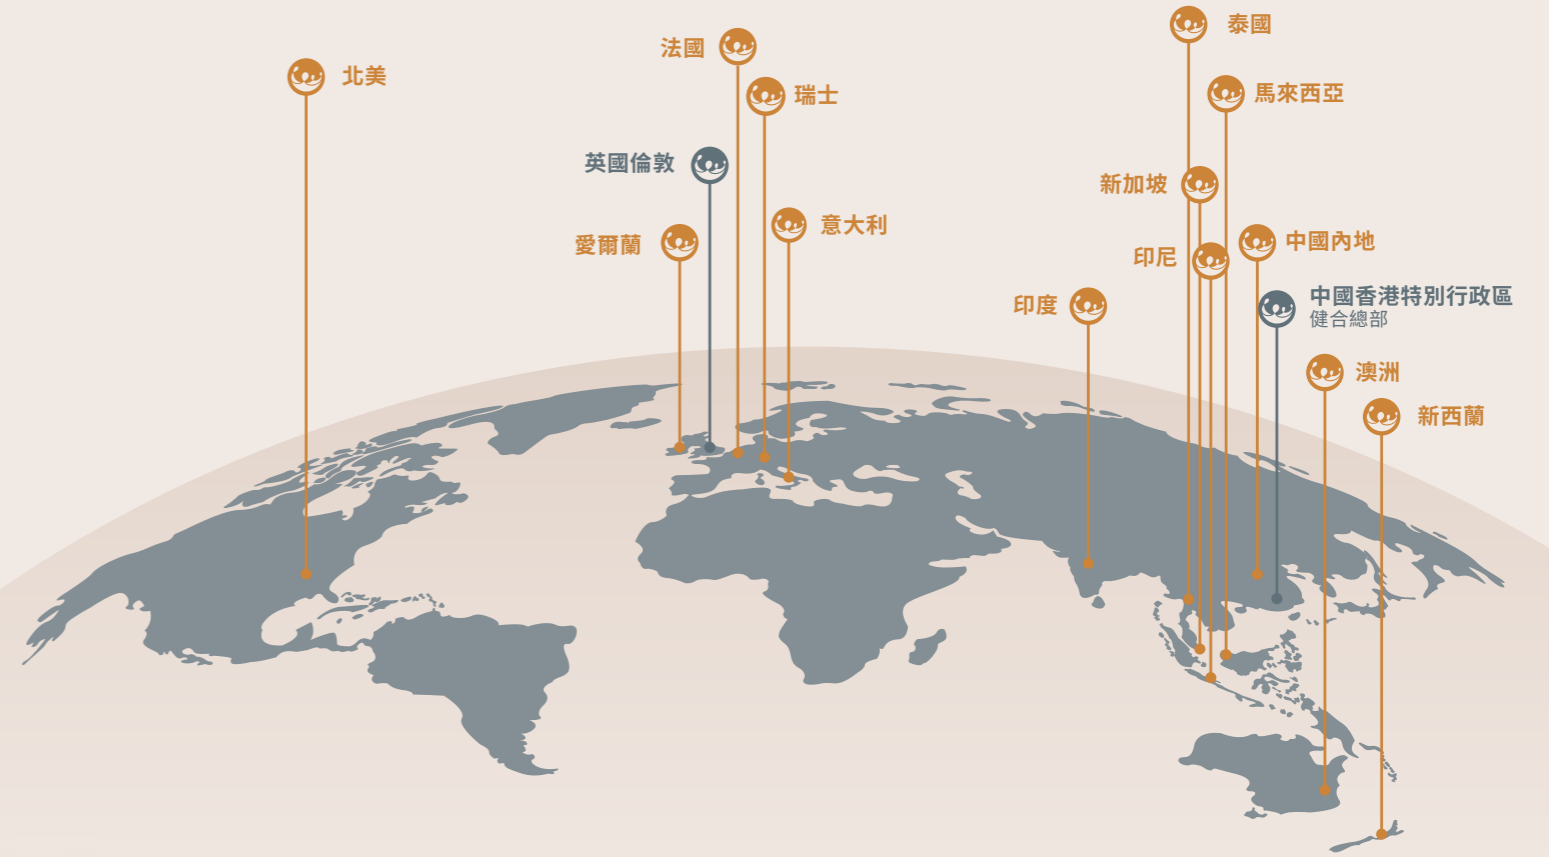 泰國
法國
北美
瑞士
馬來西亞
英國倫敦
新加坡
意大利
愛爾蘭
中國內地
印尼
印度
中國香港特別行政區
健合總部
澳洲
新西蘭